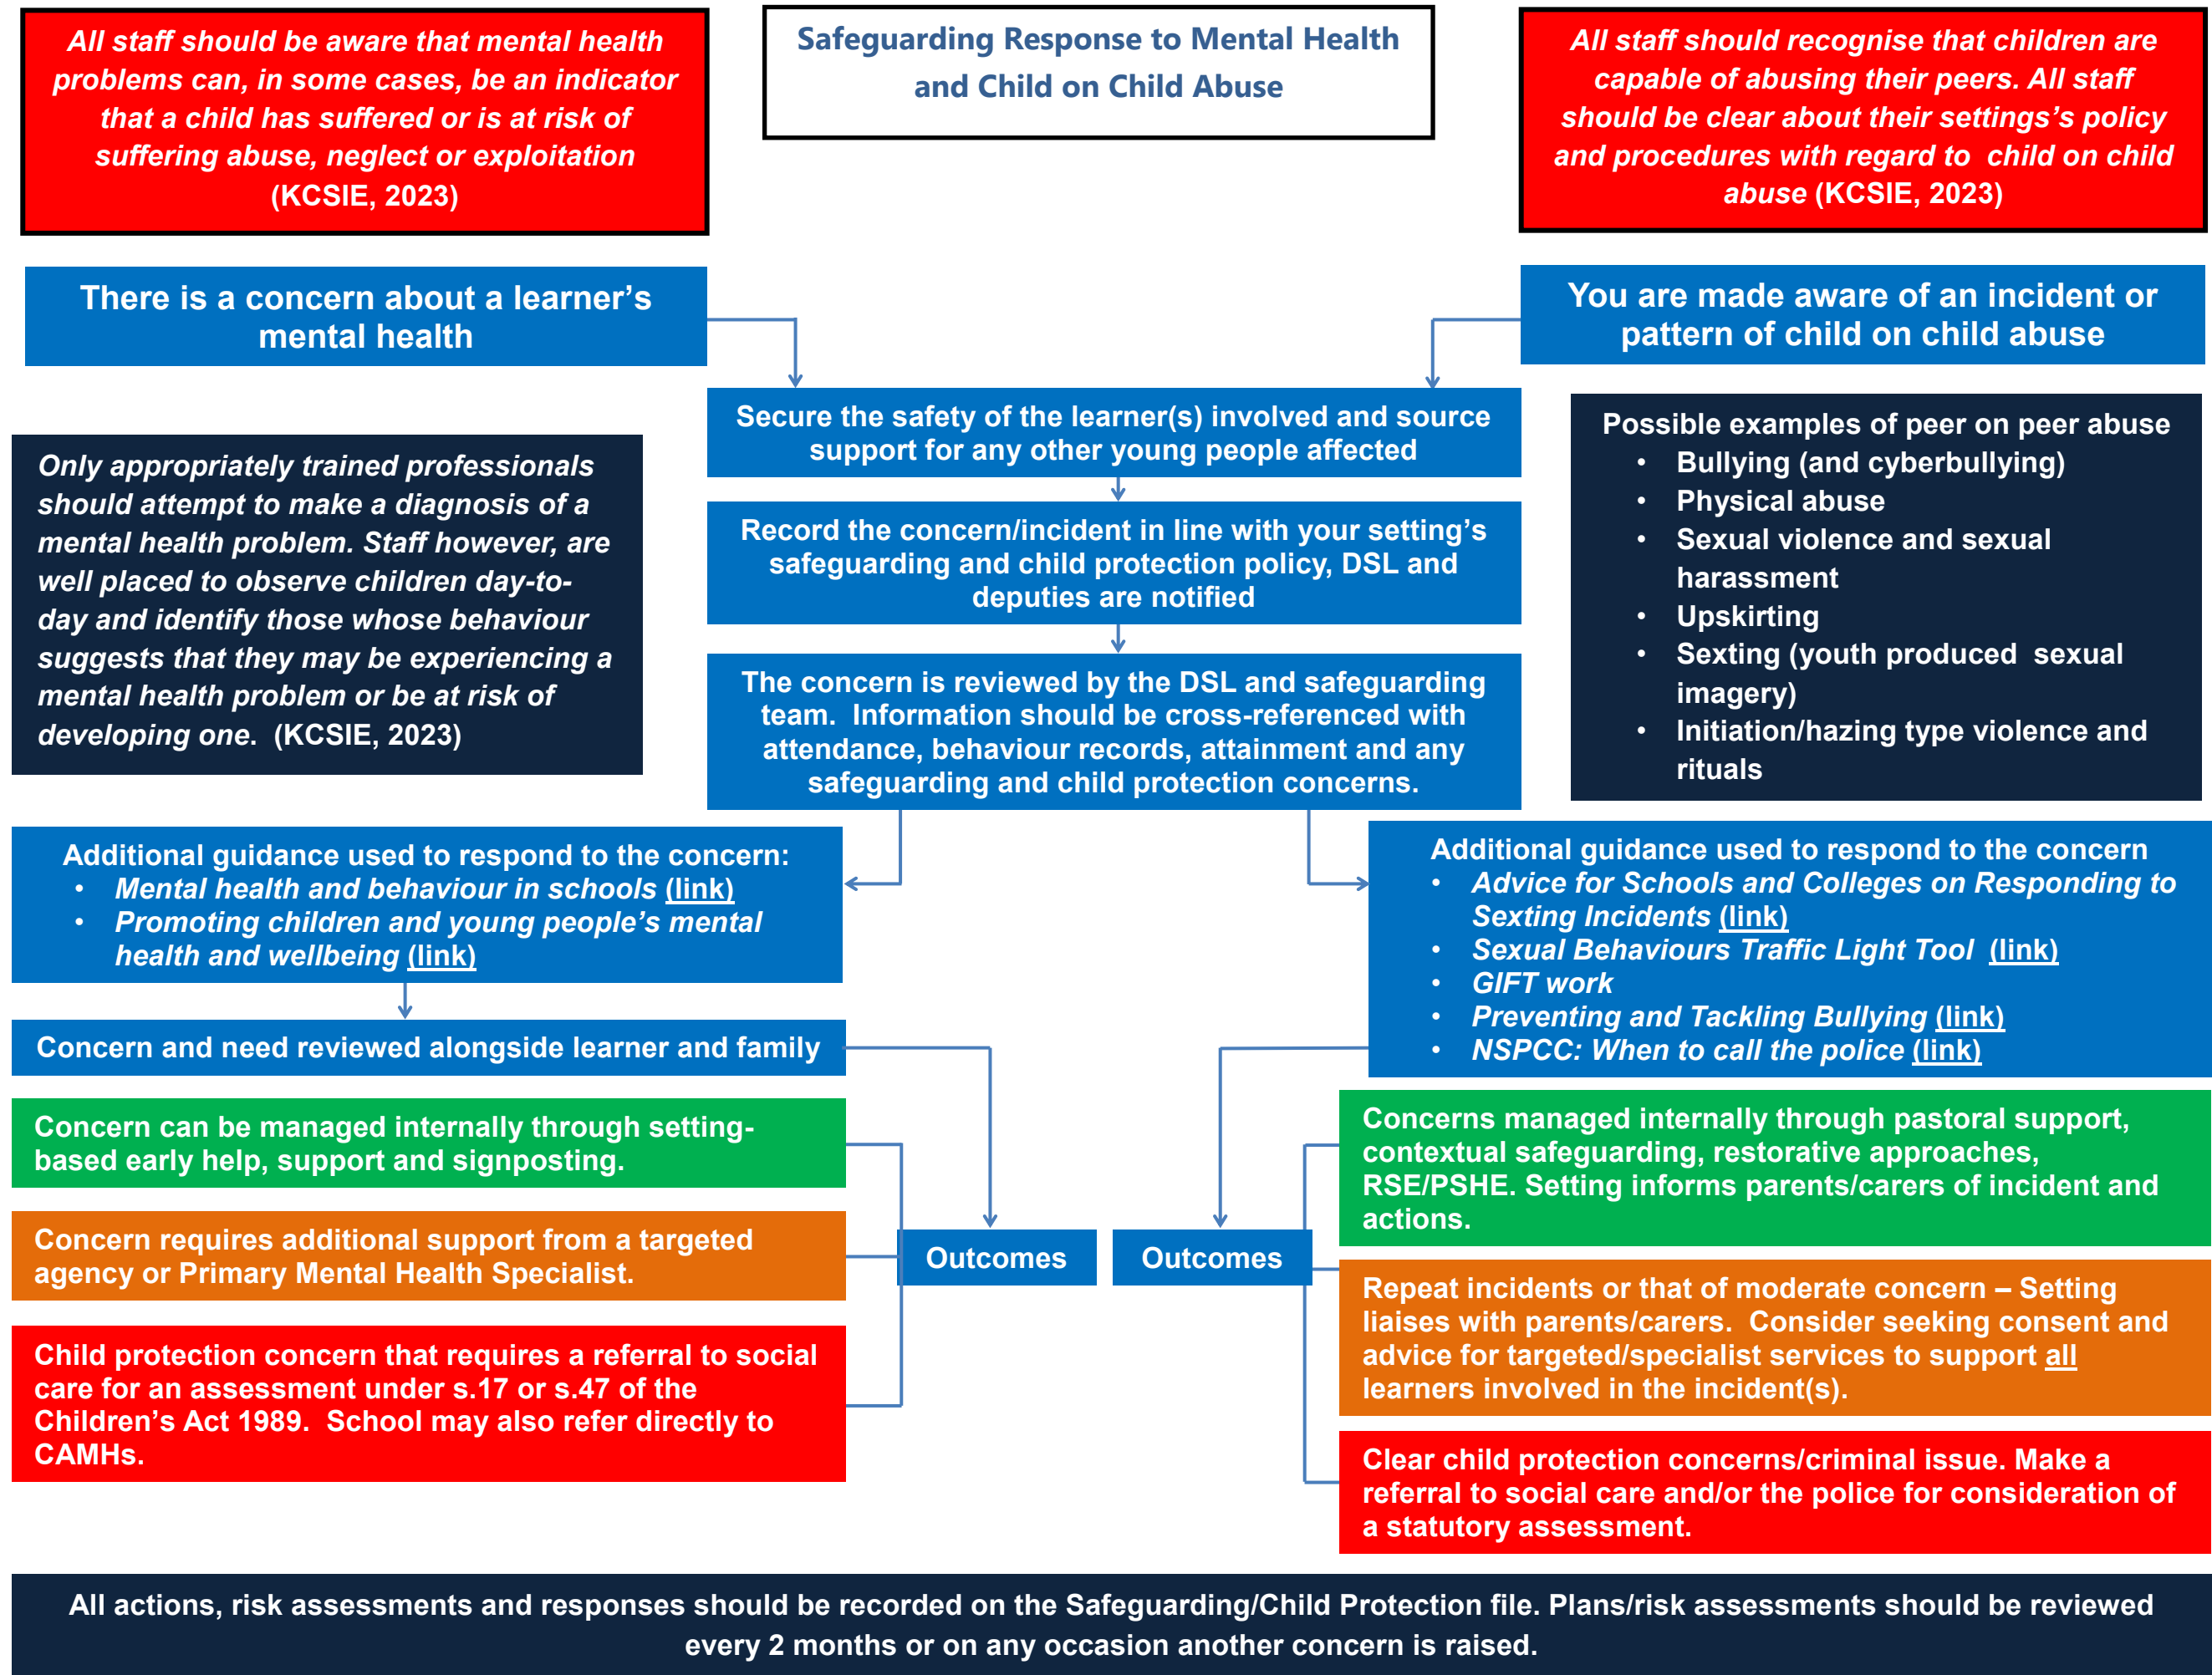 All staff should be aware that mental health
problems can, in some cases, be an indicator
that a child has suffered or is at risk of
suffering abuse, neglect or exploitation
(KCSIE, 2023)
Safeguarding Response to Mental Health
and Child on Child Abuse
All staff should recognise that children are
capable of abusing their peers. All staff
should be clear about their settings's policy
and procedures with regard to child on child
abuse (KCSIE, 2023)
There is a concern about a learner’s
mental health
You are made aware of an incident or
pattern of child on child abuse
Secure the safety of the learner(s) involved and source
support for any other young people affected
Only appropriately trained professionals
should attempt to make a diagnosis of a
mental health problem. Staff however, are
well placed to observe children day-to-
day and identify those whose behaviour
suggests that they may be experiencing a
mental health problem or be at risk of
developing one. (KCSIE, 2023)
Record the concern/incident in line with your setting’s
safeguarding and child protection policy, DSL and
deputies are notified
The concern is reviewed by the DSL and safeguarding
team. Information should be cross-referenced with
attendance, behaviour records, attainment and any
safeguarding and child protection concerns.
Possible examples of peer on peer abuse
• Bullying (and cyberbullying)
• Physical abuse
• Sexual violence and sexual
harassment
• Upskirting
• Sexting (youth produced sexual
imagery)
• Initiation/hazing type violence and
rituals
Additional guidance used to respond to the concern:
• Mental health and behaviour in schools (link)
• Promoting children and young people’s mental
health and wellbeing (link)
Additional guidance used to respond to the concern
• Advice for Schools and Colleges on Responding to
Sexting Incidents (link)
• Sexual Behaviours Traffic Light Tool (link)
• GIFT work
• Preventing and Tackling Bullying (link)
• NSPCC: When to call the police (link)
Concern and need reviewed alongside learner and family
Concern can be managed internally through setting-
based early help, support and signposting.
Concern requires additional support from a targeted
agency or Primary Mental Health Specialist.
Child protection concern that requires a referral to social
care for an assessment under s.17 or s.47 of the
Children’s Act 1989. School may also refer directly to
CAMHs.
Outcomes
Outcomes
Concerns managed internally through pastoral support,
contextual safeguarding, restorative approaches,
RSE/PSHE. Setting informs parents/carers of incident and
actions.
Repeat incidents or that of moderate concern – Setting
liaises with parents/carers. Consider seeking consent and
advice for targeted/specialist services to support all
learners involved in the incident(s).
Clear child protection concerns/criminal issue. Make a
referral to social care and/or the police for consideration of
a statutory assessment.
All actions, risk assessments and responses should be recorded on the Safeguarding/Child Protection file. Plans/risk assessments should be reviewed
every 2 months or on any occasion another concern is raised.